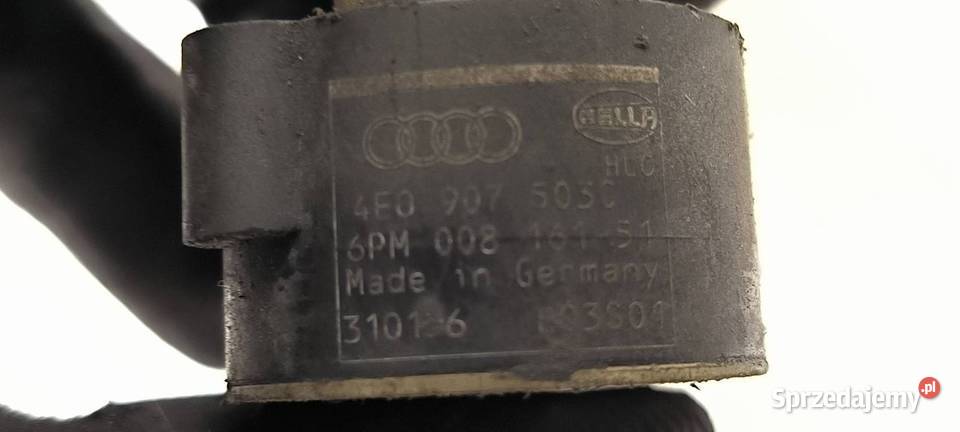 HELLA
HLC
4E0 907 503C
6PM 008 161-51
Made in Germany
Sprzedajemy.pl